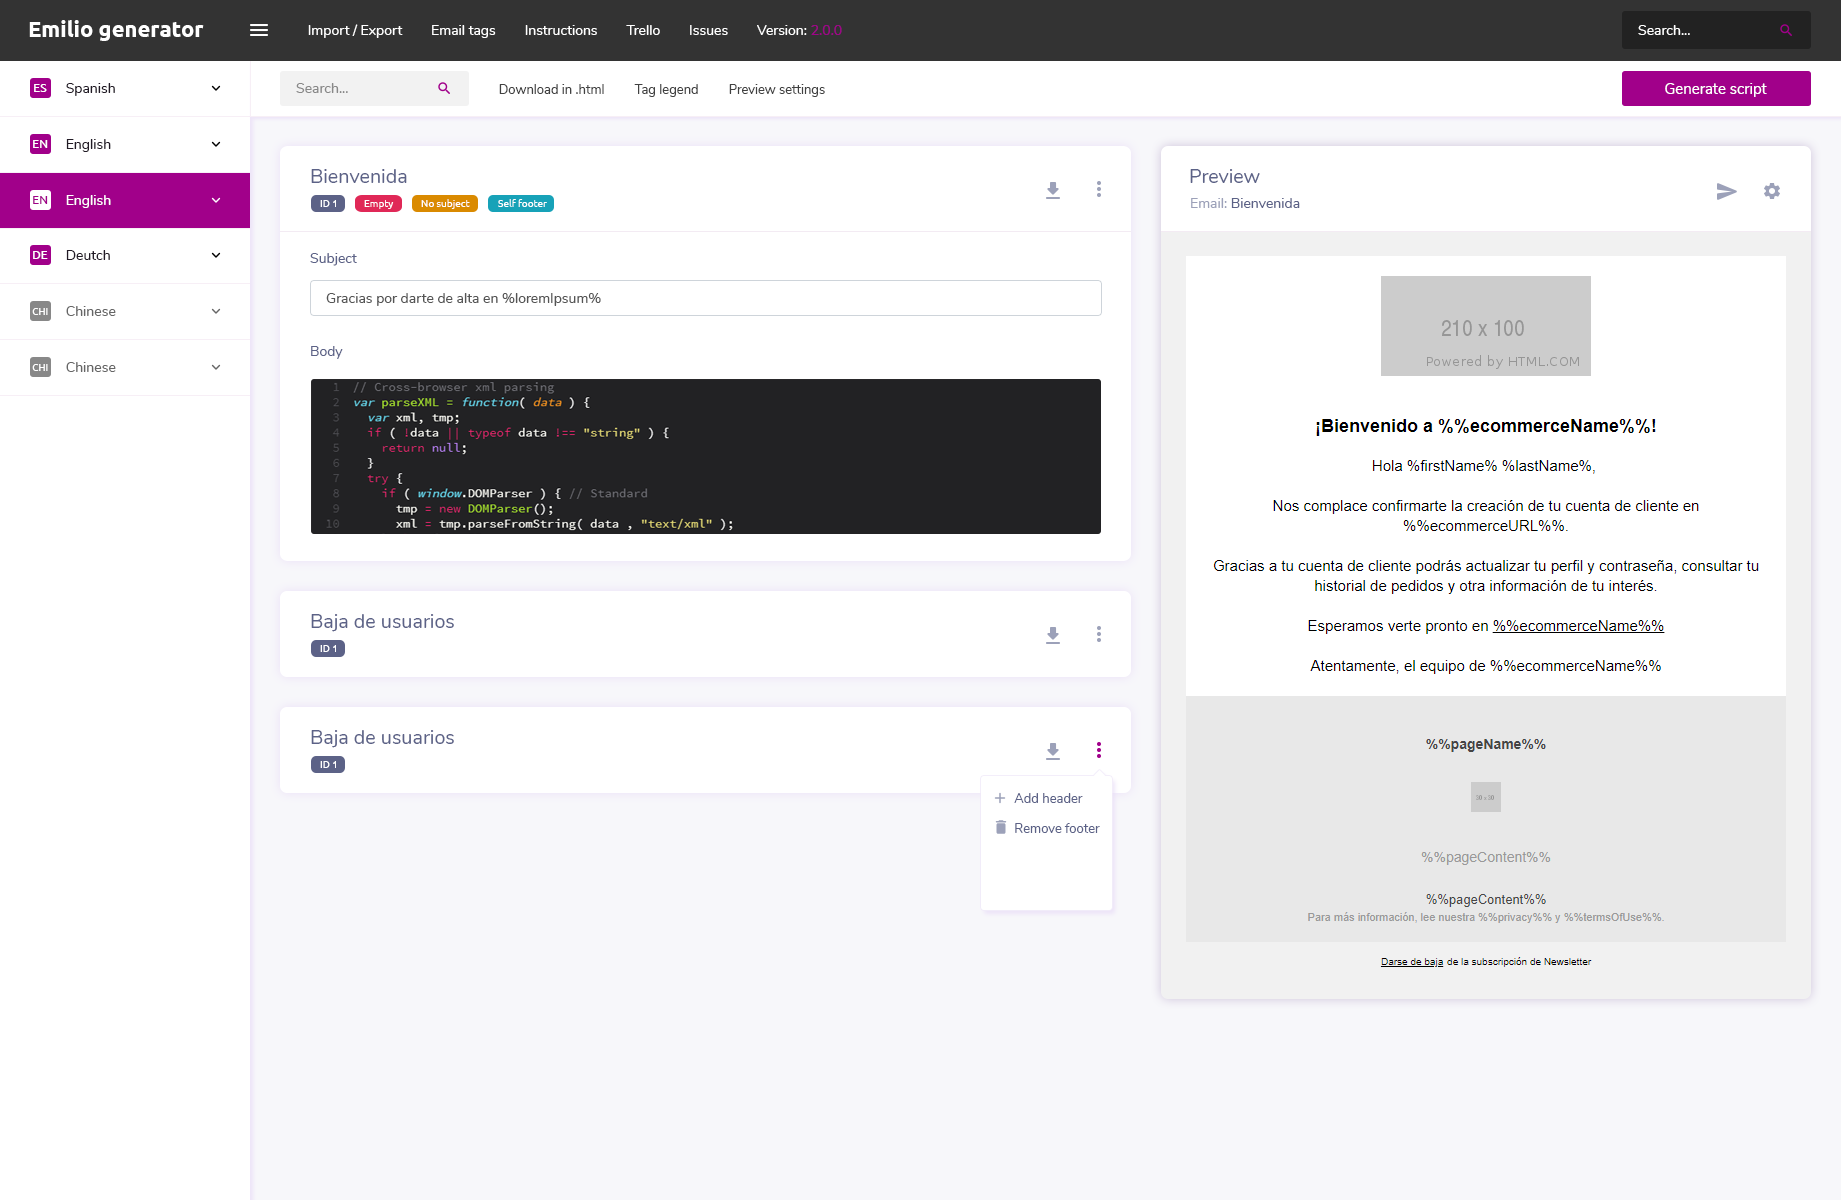 Emilio generator
Import / Export
Email tags
Instructions
Trello
Issues
Version: 2.0.0
Search...
ES Spanish
EN English
EN English
DE Deutch
CHI Chinese
CHI Chinese
Search...
Download in .html
Tag legend
Preview settings
Generate script
Bienvenida
ID 1
Empty
No subject
Self footer
Subject
Gracias por darte de alta en %loremIpsum%
Body
1 // Cross-browser xml parsing
2 var parseXML = function( data ) {
3 var xml, tmp;
4 if ( !data || typeof data !== "string" ) {
5 return null;
6 }
7 try {
8 if ( window.DOMParser ) { // Standard
9 tmp = new DOMParser();
10 xml = tmp.parseFromString( data , "text/xml" );
Baja de usuarios
ID 1
Baja de usuarios
ID 1
Add header
Remove footer
Preview
Email: Bienvenida
210 x 100
Powered by HTML.COM
¡Bienvenido a %%ecommerceName%%!
Hola %firstName% %lastName%,
Nos complace confirmarte la creación de tu cuenta de cliente en
%%ecommerceURL%%.
Gracias a tu cuenta de cliente podrás actualizar tu perfil y contraseña, consultar tu
historial de pedidos y otra información de tu interés.
Esperamos verte pronto en %%ecommerceName%%
Atentamente, el equipo de %%ecommerceName%%
%%pageName%%
30 x 30
%%pageContent%%
%%pageContent%%
Para más información, lee nuestra %%privacy%% y %%termsOfUse%%.
Darse de baja de la subscripción de Newsletter